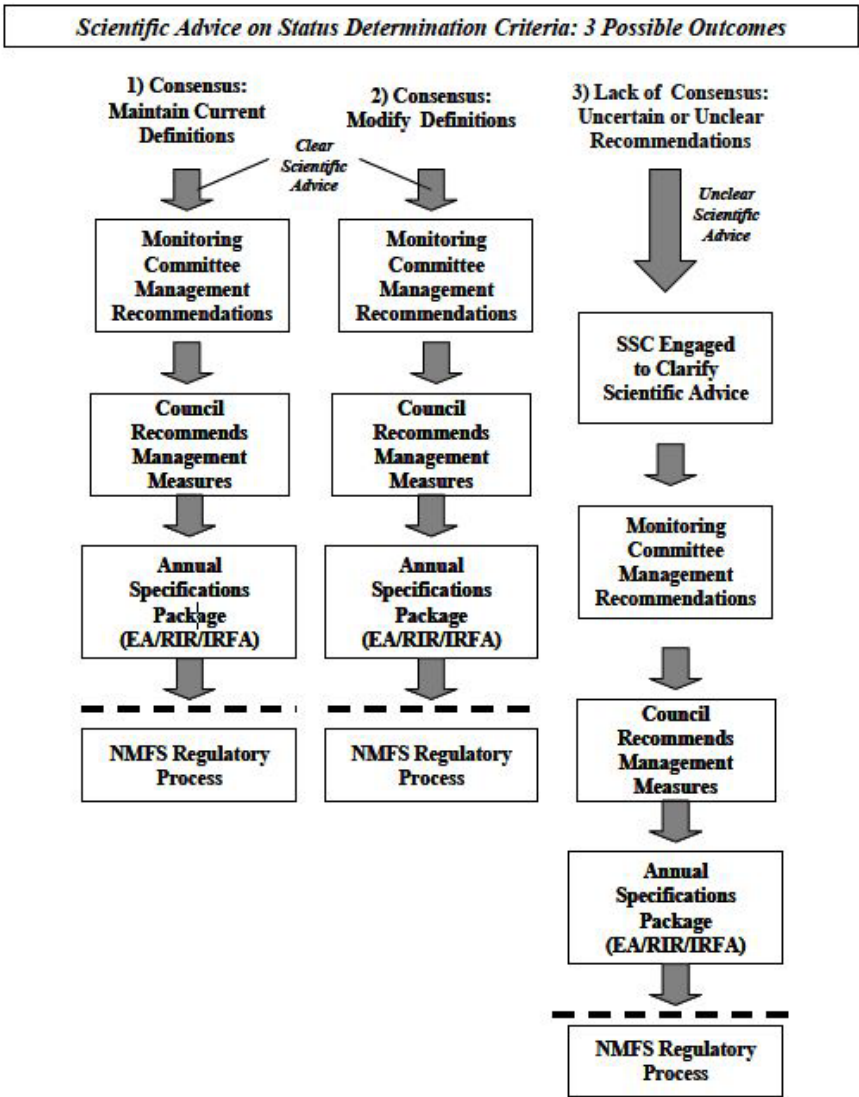 Scientific Advice on Status Determination Criteria: 3 Possible Outcomes
1) Consensus:
Maintain Current
Definitions
Clear
Scientific
Advice
2) Consensus:
Modify Definitions
3) Lack of Consensus:
Uncertain or Unclear
Recommendations
Unclear
Scientific
Advice
Monitoring
Committee
Management
Recommendations
Council
Recommends
Management
Measures
Annual
Specifications
Package
(EA/RIR/IRFA)
NMFS Regulatory
Process
Monitoring
Committee
Management
Recommendations
Council
Recommends
Management
Measures
Annual
Specifications
Package
(EA/RIR/IRFA)
NMFS Regulatory
Process
SSC Engaged
to Clarify
Scientific Advice
Monitoring
Committee
Management
Recommendations
Council
Recommends
Management
Measures
Annual
Specifications
Package
(EA/RIR/IRFA)
NMFS Regulatory
Process